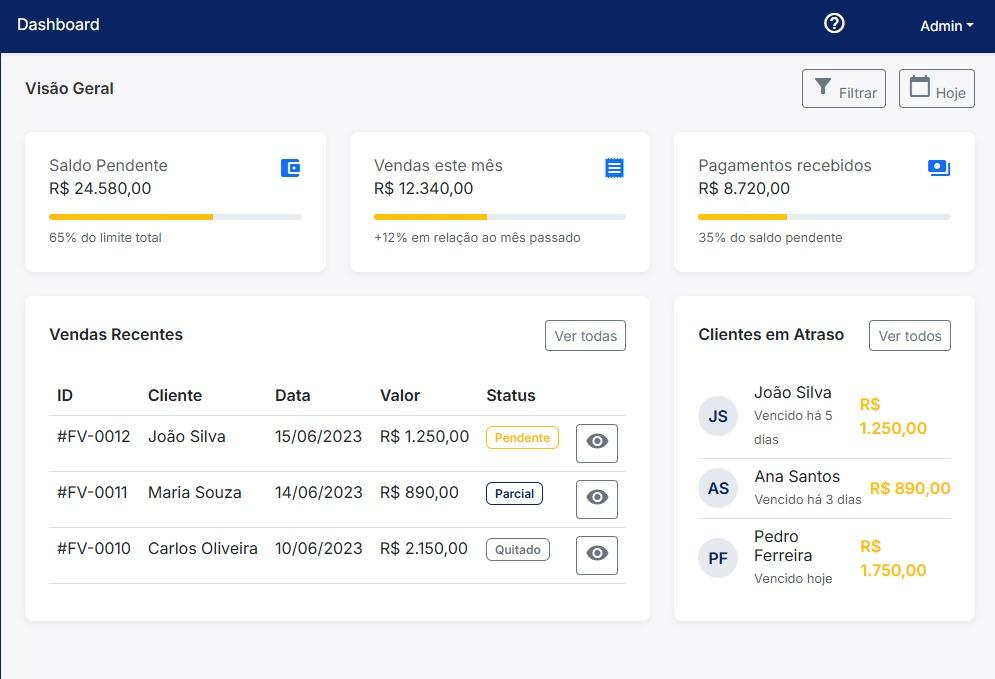 Dashboard
Admin
Visão Geral
Filtrar
Hoje
Saldo Pendente
R$ 24.580,00
65% do limite total
Vendas este mês
R$ 12.340,00
+12% em relação ao mês passado
Pagamentos recebidos
R$ 8.720,00
35% do saldo pendente
Vendas Recentes
Ver todas
ID Cliente Data Valor Status
#FV-0012 João Silva 15/06/2023 R$ 1.250,00 Pendente
#FV-0011 Maria Souza 14/06/2023 R$ 890,00 Parcial
#FV-0010 Carlos Oliveira 10/06/2023 R$ 2.150,00 Quitado
Clientes em Atraso
Ver todos
JS
João Silva
Vencido há 5
dias
R$
1.250,00
AS
Ana Santos
Vencido há 3 dias
R$ 890,00
PF
Pedro
Ferreira
Vencido hoje
R$
1.750,00